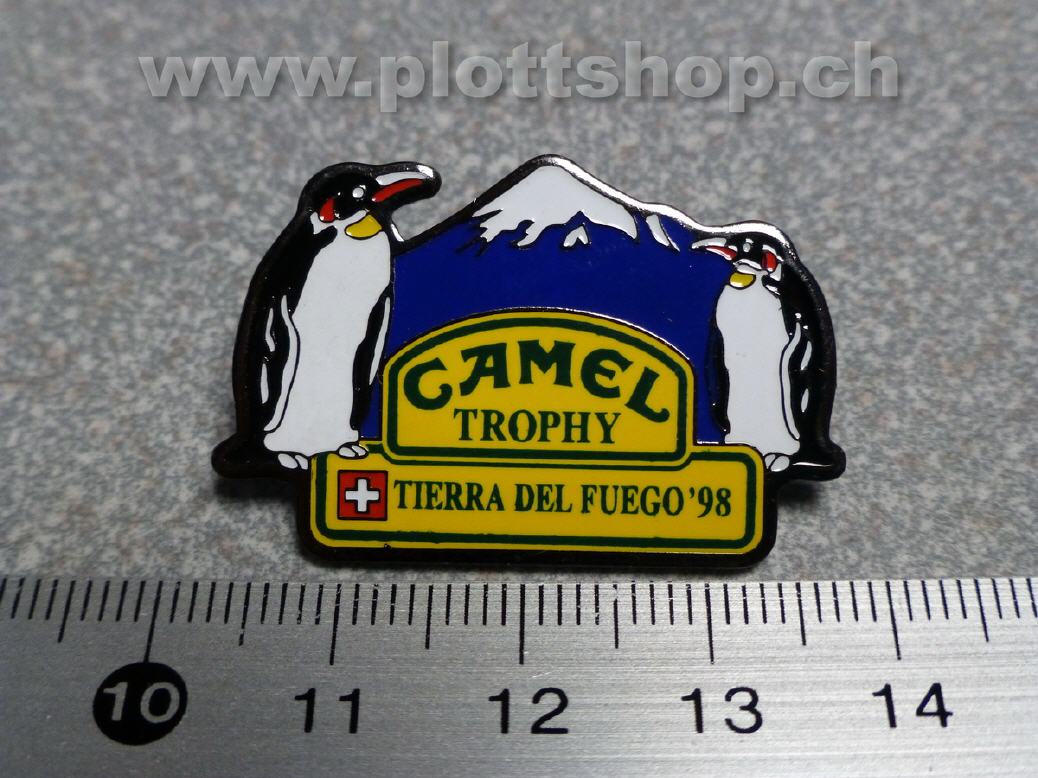 www.plottshop.ch
CAMEL
TROPHY
TIERRA DEL FUEGO '98
10 11 12 13 14